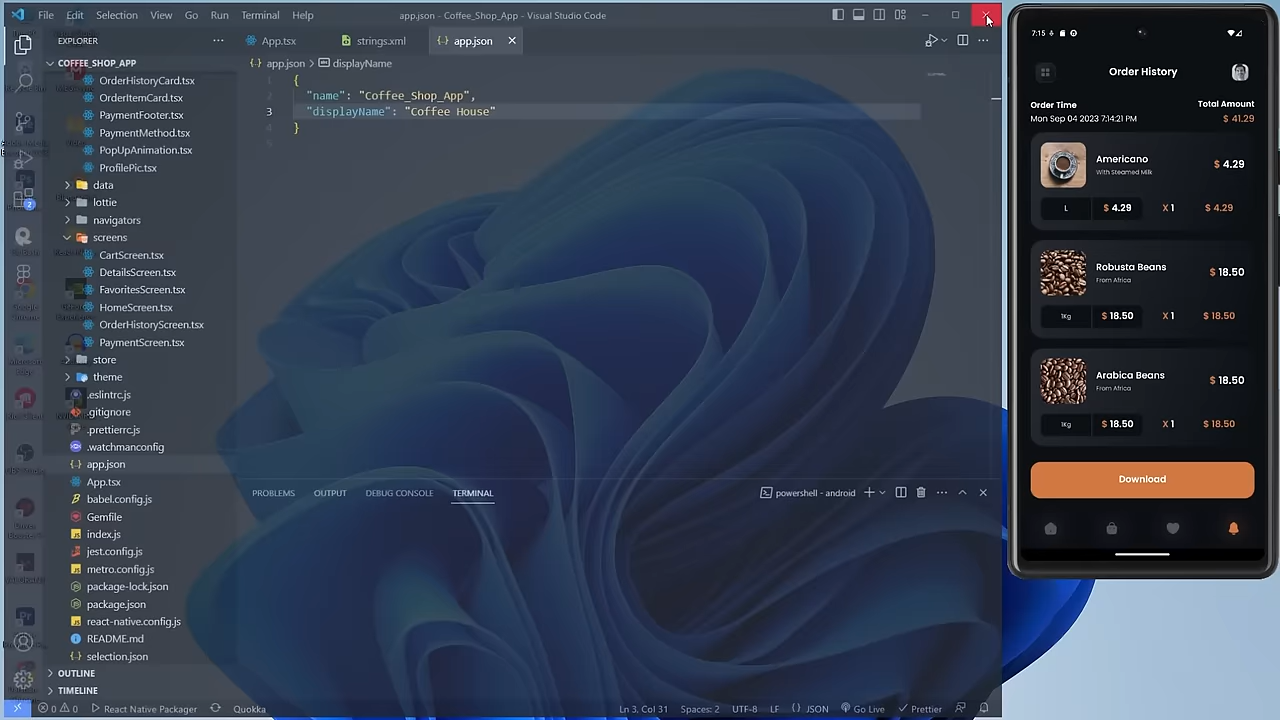 File Edit Selection View Go Run Terminal Help
app.json - Coffee_Shop_App - Visual Studio Code
EXPLORER
App.tsx
strings.xml
{} app.json
COFFEE_SHOP_APP
{} app.json > displayName
OrderHistoryCard.tsx
OrderItemCard.tsx
PaymentFooter.tsx
PaymentMethod.tsx
PopUpAnimation.tsx
ProfilePic.tsx
data
lottie
navigators
screens
CartScreen.tsx
DetailsScreen.tsx
FavoritesScreen.tsx
HomeScreen.tsx
OrderHistoryScreen.tsx
PaymentScreen.tsx
store
theme
.eslintrc.js
.gitignore
.prettierrc.js
.watchmanconfig
{} app.json
App.tsx
babel.config.js
Gemfile
index.js
jest.config.js
metro.config.js
package-lock.json
package.json
react-native.config.js
README.md
{} selection.json
OUTLINE
TIMELINE
2
1 {
2 "name": "Coffee_Shop_App",
3 "displayName": "Coffee House"
4 }
5
PROBLEMS OUTPUT DEBUG CONSOLE TERMINAL
powershell - android
0 0 React Native Packager Quokka
Ln 3, Col 31 Spaces: 2 UTF-8 LF {} JSON Go Live Prettier
7:15
Order History
Order Time
Total Amount
Mon Sep 04 2023 7:14:21 PM
$ 41.29
Americano
With Steamed Milk
$ 4.29
L $ 4.29 X 1 $ 4.29
Robusta Beans
From Africa
$ 18.50
1Kg $ 18.50 X 1 $ 18.50
Arabica Beans
From Africa
$ 18.50
1Kg $ 18.50 X 1 $ 18.50
Download